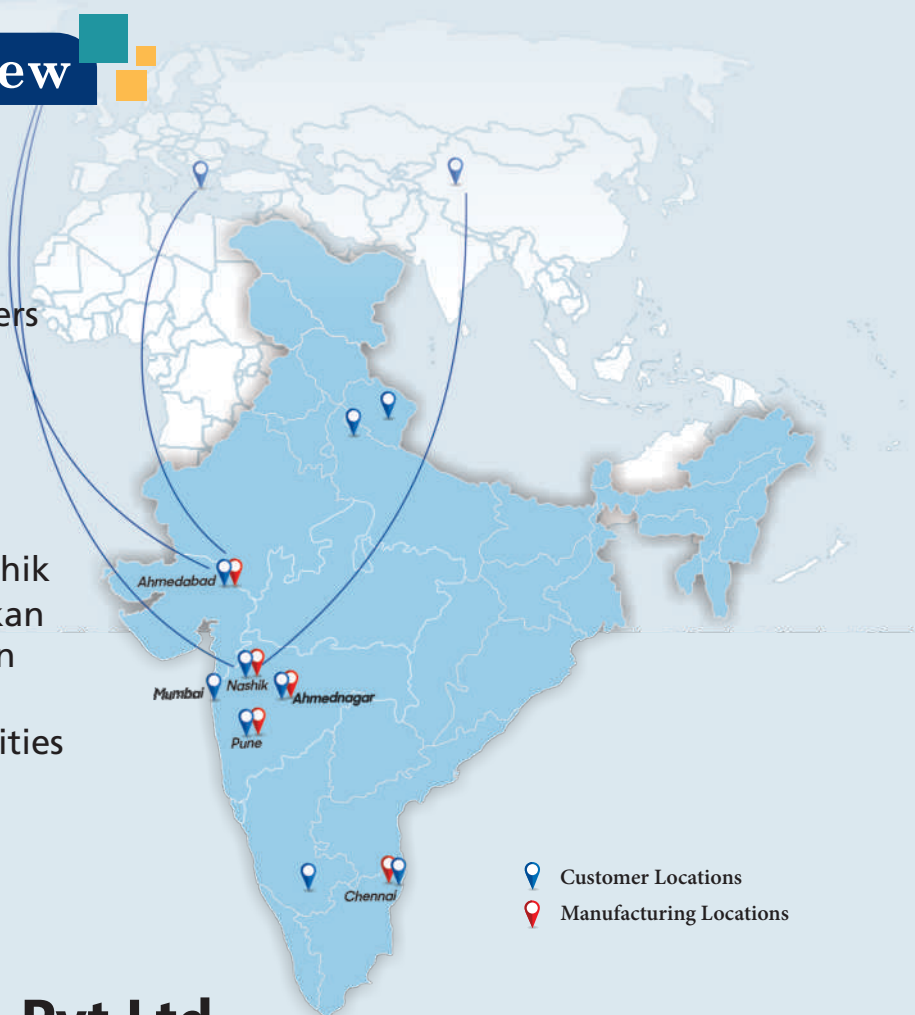 ew
ers
hik
kan
n
ities
Ahmedabad
Nashik
Mumbai
Ahmednagar
Pune
Chennai
Customer Locations
Manufacturing Locations
Pvt Ltd